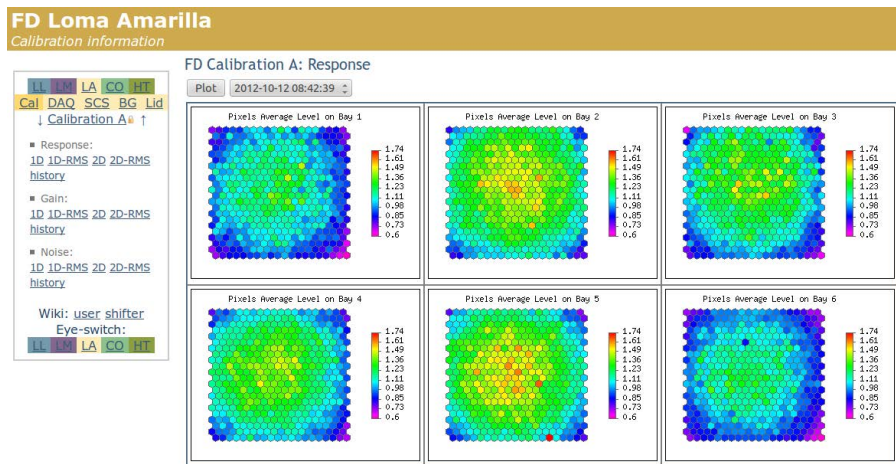 FD Loma Amarilla
Calibration information
LL LM LA CO HT
Cal DAQ SCS BG Lid
↓ Calibration A ↑
Response:
1D 1D-RMS 2D 2D-RMS
history
Gain:
1D 1D-RMS 2D 2D-RMS
history
Noise:
1D 1D-RMS 2D 2D-RMS
history
Wiki: user shifter
Eye-switch:
LL LM LA CO HT
FD Calibration A: Response
Plot 2012-10-12 08:42:39
Pixels Average Level on Bay 1
1.74
1.61
1.49
1.36
1.23
1.11
0.98
0.85
0.73
0.6
Pixels Average Level on Bay 2
1.74
1.61
1.49
1.36
1.23
1.11
0.98
0.85
0.73
0.6
Pixels Average Level on Bay 3
1.74
1.61
1.49
1.36
1.23
1.11
0.98
0.85
0.73
0.6
Pixels Average Level on Bay 4
1.74
1.61
1.49
1.36
1.23
1.11
0.98
0.85
0.73
0.6
Pixels Average Level on Bay 5
1.74
1.61
1.49
1.36
1.23
1.11
0.98
0.85
0.73
0.6
Pixels Average Level on Bay 6
1.74
1.61
1.49
1.36
1.23
1.11
0.98
0.85
0.73
0.6